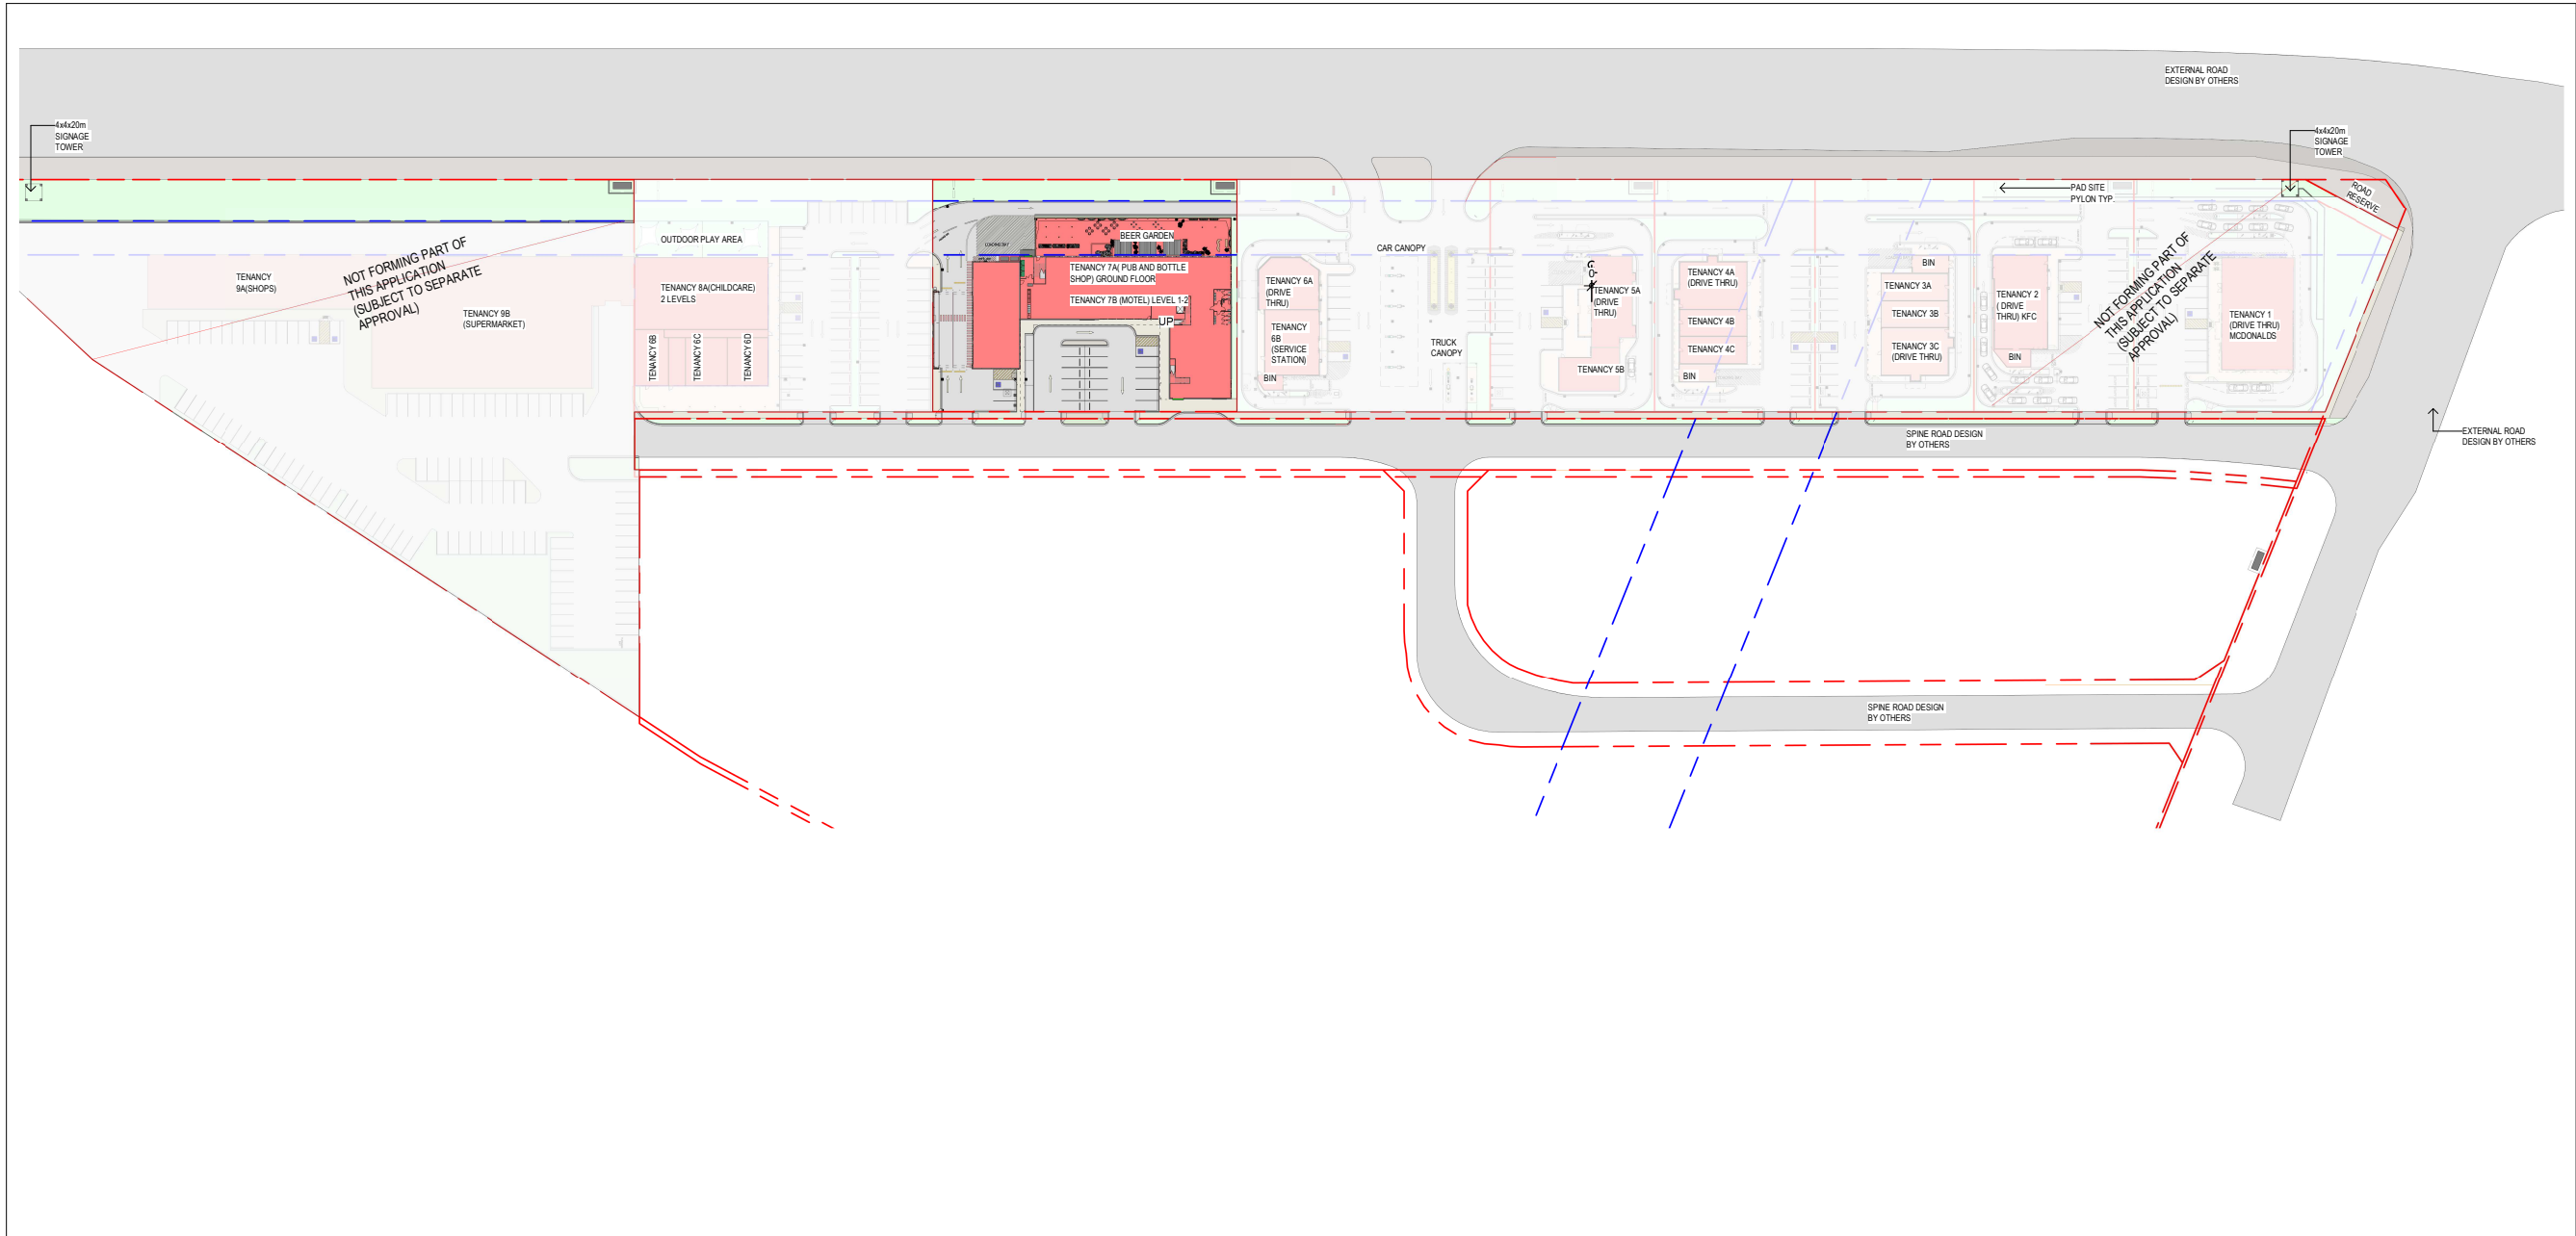 EXTERNAL ROAD
DESIGN BY OTHERS
4x4x20m
SIGNAGE
TOWER
4x4x20m
SIGNAGE
TOWER
PAD SITE
PYLON TYP.
ROAD
RESERVE
NOT FORMING PART OF
THIS APPLICATION
(SUBJECT TO SEPARATE
APPROVAL)
TENANCY
9A(SHOPS)
TENANCY 9B
(SUPERMARKET)
OUTDOOR PLAY AREA
TENANCY 8A(CHILDCARE)
2 LEVELS
TENANCY 6B
TENANCY 6C
TENANCY 6D
LOADING BAY
BEER GARDEN
TENANCY 7A( PUB AND BOTTLE
SHOP) GROUND FLOOR
TENANCY 7B (MOTEL) LEVEL 1-2
UP
TENANCY 6A
(DRIVE
THRU)
TENANCY
6B
(SERVICE
STATION)
BIN
CAR CANOPY
TRUCK
CANOPY
TENANCY 5A
(DRIVE
THRU)
TENANCY 5B
TENANCY 4A
(DRIVE THRU)
TENANCY 4B
TENANCY 4C
BIN
BIN
TENANCY 3A
TENANCY 3B
TENANCY 3C
(DRIVE THRU)
TENANCY 2
( DRIVE
THRU) KFC
BIN
NOT FORMING PART OF
THIS APPLICATION
(SUBJECT TO SEPARATE
APPROVAL)
TENANCY 1
(DRIVE THRU)
MCDONALDS
SPINE ROAD DESIGN
BY OTHERS
EXTERNAL ROAD
DESIGN BY OTHERS
SPINE ROAD DESIGN
BY OTHERS